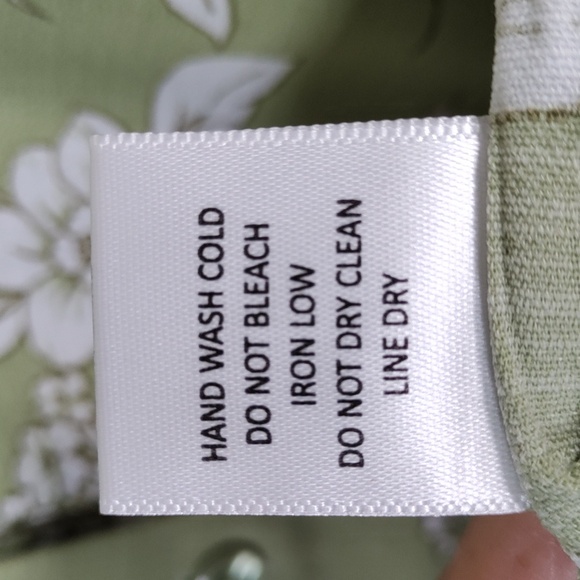 HAND WASH COLD
DO NOT BLEACH
IRON LOW
DO NOT DRY CLEAN
LINE DRY